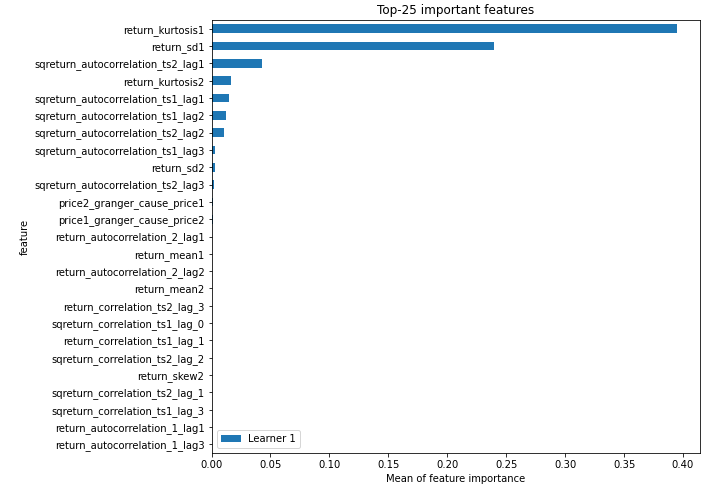 Top-25 important features
return_kurtosis1
return_sd1
sqreturn_autocorrelation_ts2_lag1
return_kurtosis2
sqreturn_autocorrelation_ts1_lag1
sqreturn_autocorrelation_ts1_lag2
sqreturn_autocorrelation_ts2_lag2
sqreturn_autocorrelation_ts1_lag3
return_sd2
sqreturn_autocorrelation_ts2_lag3
price2_granger_cause_price1
price1_granger_cause_price2
return_autocorrelation_2_lag1
return_mean1
return_autocorrelation_2_lag2
return_mean2
return_correlation_ts2_lag_3
sqreturn_correlation_ts1_lag_0
return_correlation_ts1_lag_1
sqreturn_correlation_ts2_lag_2
return_skew2
sqreturn_correlation_ts2_lag_1
sqreturn_correlation_ts1_lag_3
return_autocorrelation_1_lag1
return_autocorrelation_1_lag3
feature
Learner 1
0.00 0.05 0.10 0.15 0.20 0.25 0.30 0.35 0.40
Mean of feature importance